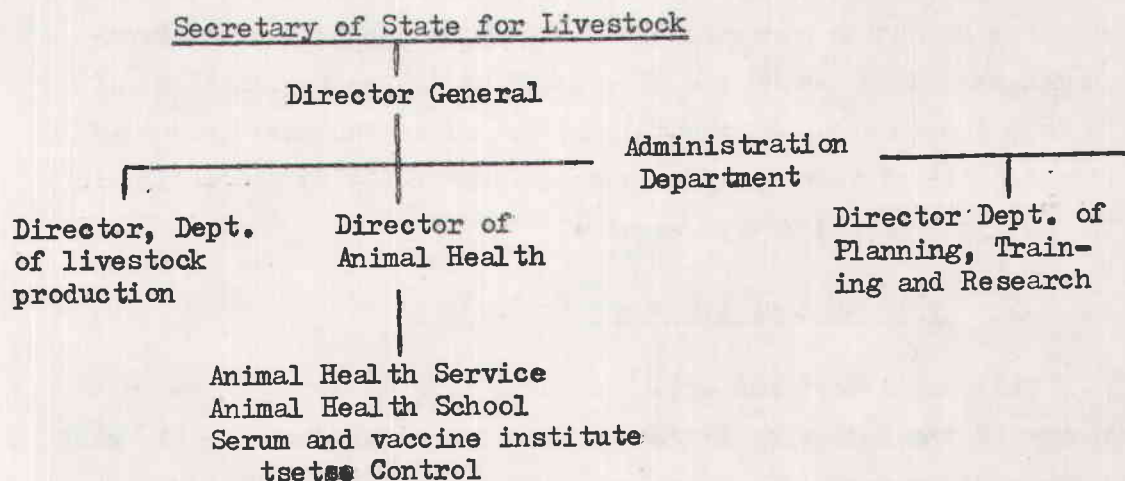 Secretary of State for Livestock
Director General
Administration
Department
Director, Dept.
of livestock
production
Director of
Animal Health
Director Dept. of
Planning, Train-
ing and Research
Animal Health Service
Animal Health School
Serum and vaccine institute
tsetse Control